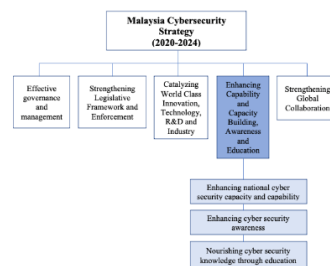 Malaysia Cybersecurity
Strategy
(2020-2024)
Effective
governance
and
management
Strengthening
Legislative
Framework and
Enforcement
Catalyzing
World Class
Innovation,
Technology,
R&D and
Industry
Enhancing
Capability
and
Capacity
Building,
Awareness
and
Education
Strengthening
Global
Collaboration
Enhancing national cyber
security capacity and capability
Enhancing cyber security
awareness
Nourishing cyber security
knowledge through education